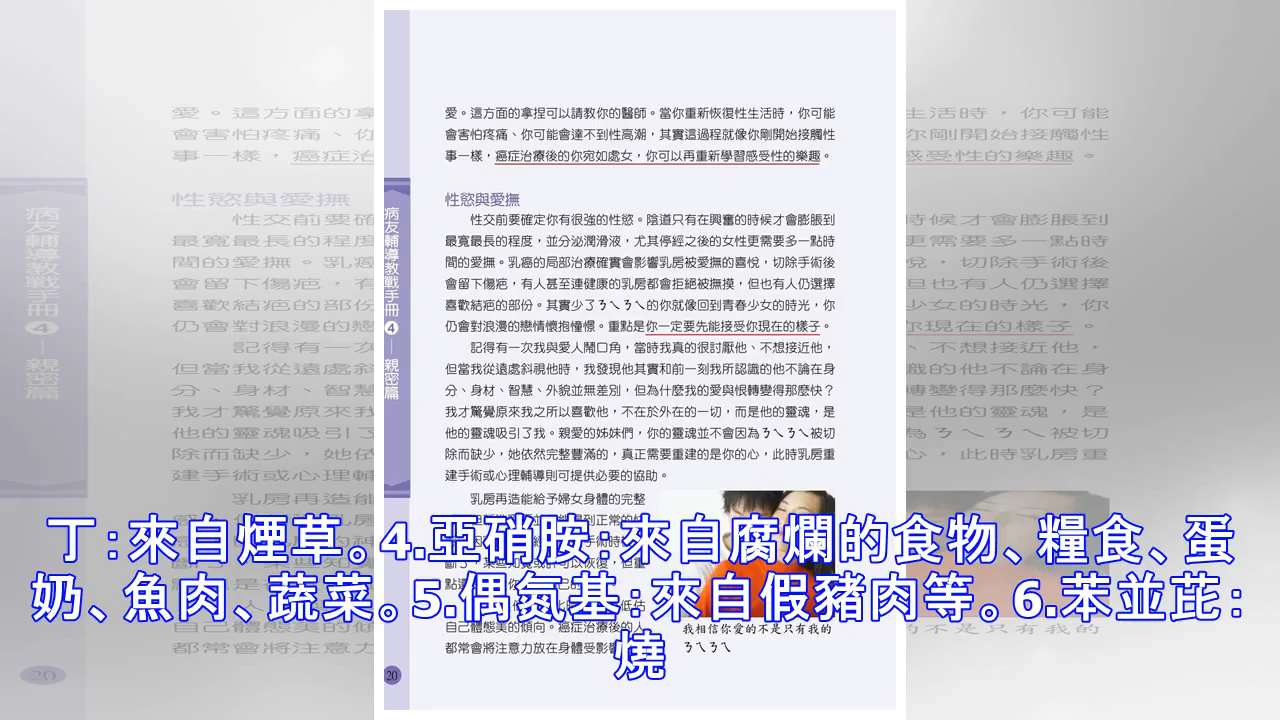 愛。這方面的拿捏可以請教你的醫師。當你重新恢復性生活時，你可能
會害怕疼痛、你可能會達不到性高潮，其實這過程就像你剛開始接觸性
事一樣，癌症治療後的你宛如處女，你可以再重新學習感受性的樂趣。
性慾與愛撫
性交前要確定你有很強的性慾。陰道只有在興奮的時候才會膨脹到
最寬最長的程度，並分泌潤滑液，尤其停經之後的女性更需要多一點時
間的愛撫。乳癌的局部治療確實會影響乳房被愛撫的喜悅，切除手術後
會留下傷疤，有人甚至連健康的乳房都會拒絕被撫摸，但也有人仍選擇
喜歡結疤的部份。其實少了ㄋㄟㄋㄟ的你就像回到青春少女的時光，你
仍會對浪漫的戀情懷抱憧憬。重點是你一定要先能接受你現在的樣子。
記得有一次我與愛人鬧口角，當時我真的很討厭他、不想接近他，
但當我從遠處斜視他時，我發現他其實和前一刻我所認識的他不論在身
分、身材、智慧、外貌並無差別，但為什麼我的愛與恨轉變得那麼快？
我才驚覺原來我之所以喜歡他，不在於外在的一切，而是他的靈魂，是
他的靈魂吸引了我。親愛的姊妹們，你的靈魂並不會因為ㄋㄟㄋㄟ被切
除而缺少，她依然完整豐滿的，真正需要重建的是你的心，此時乳房重
建手術或心理輔導則可提供必要的協助。
乳房再造能給予婦女身體的完整
自己體態美的傾向。癌症治療後的人
都常會將注意力放在身體受影
我相信你愛的不是只有我的
ㄋㄟㄋㄟ
病友輔導教戰手冊4—親密篇
20
丁:來自煙草。4.亞硝胺:來自腐爛的食物、糧食、蛋
奶、魚肉、蔬菜。5.偶氮基:來自假豬肉等。6.苯並芘:
燒